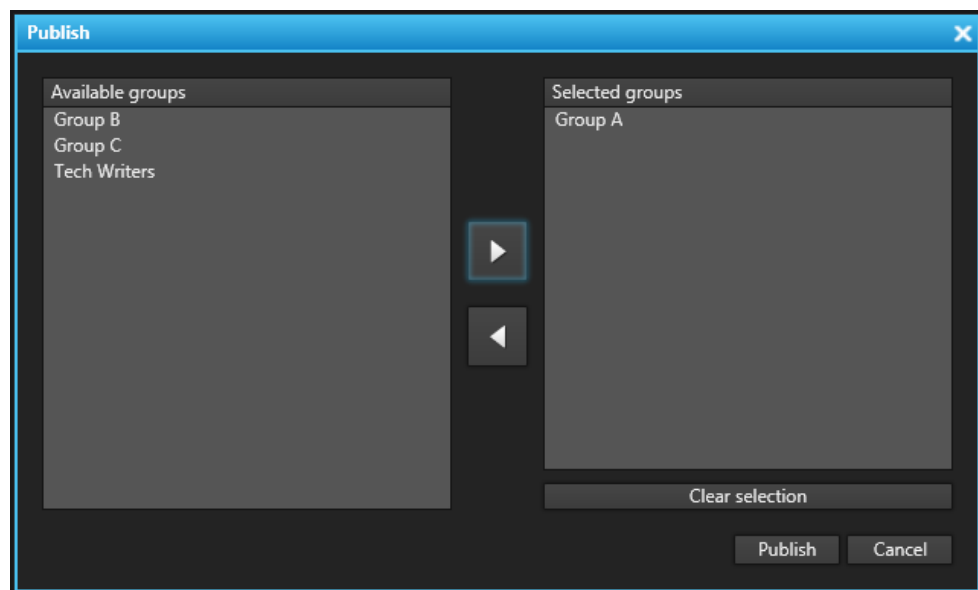 Publish
Available groups
Group B
Group C
Tech Writers
Selected groups
Group A
Clear selection
Publish
Cancel